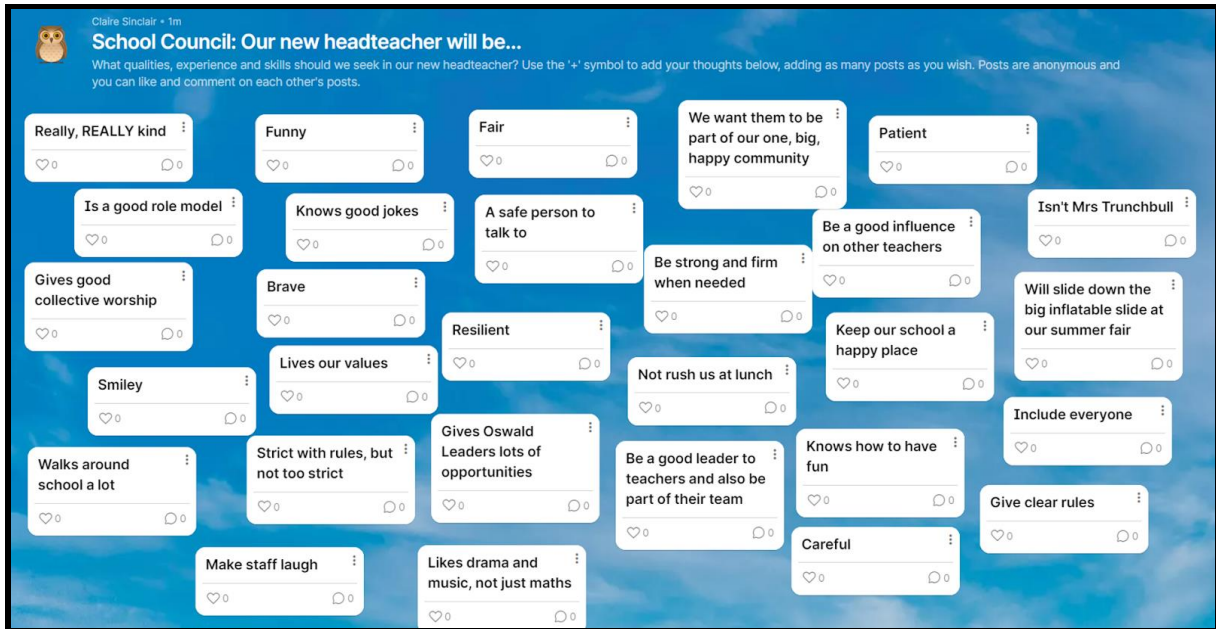 Claire Sinclair • 1m
School Council: Our new headteacher will be...
What qualities, experience and skills should we seek in our new headteacher? Use the '+' symbol to add your thoughts below, adding as many posts as you wish. Posts are anonymous and
you can like and comment on each other's posts.
Really, REALLY kind
0 0
Funny
0 0
Fair
0 0
We want them to
be part of our one, big,
happy community
0 0
Patient
0 0
Is a good role model
0 0
Knows good jokes
0 0
A safe person to
talk to
0 0
Be a good influence
on other teachers
0 0
Isn't Mrs Trunchbull
0 0
Gives good
collective worship
0 0
Brave
0 0
Be strong and firm
when needed
0 0
Will slide down the
big inflatable slide at
our summer fair
0 0
Resilient
0 0
Keep our school a
happy place
0 0
Smiley
0 0
Lives our values
0 0
Not rush us at lunch
0 0
Include everyone
0 0
Walks around
school a lot
0 0
Strict with rules, but
not too strict
0 0
Gives Oswald
Leaders lots of
opportunities
0 0
Be a good leader to
teachers and also be
part of their team
0 0
Knows how to have
fun
0 0
Give clear rules
0 0
Make staff laugh
0 0
Likes drama and
music, not just maths
0 0
Careful
0 0